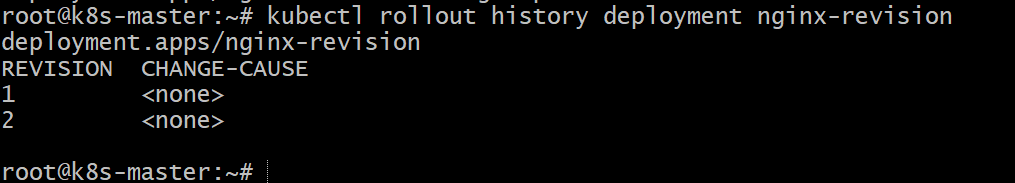 root@k8s-master:~# kubectl rollout history deployment nginx-revision
deployment.apps/nginx-revision
REVISION  CHANGE-CAUSE
1         <none>
2         <none>
root@k8s-master:~#